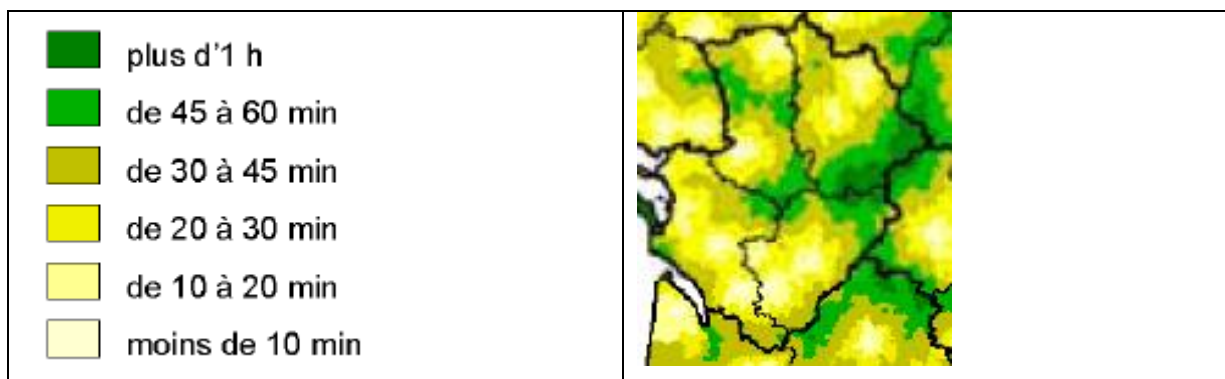 plus d'1 h
de 45 à 60 min
de 30 à 45 min
de 20 à 30 min
de 10 à 20 min
moins de 10 min